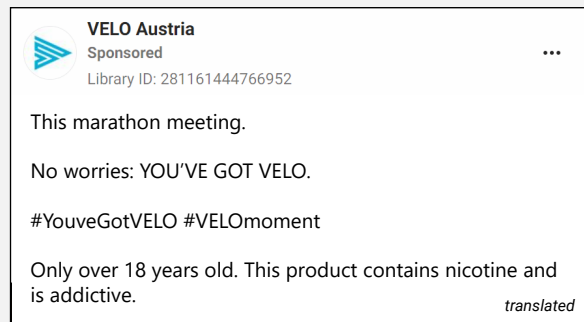 VELO Austria
Sponsored
Library ID: 281161444766952
This marathon meeting.
No worries: YOU'VE GOT VELO.
#YouveGotVELO #VELOmoment
Only over 18 years old. This product contains nicotine and
is addictive.
translated